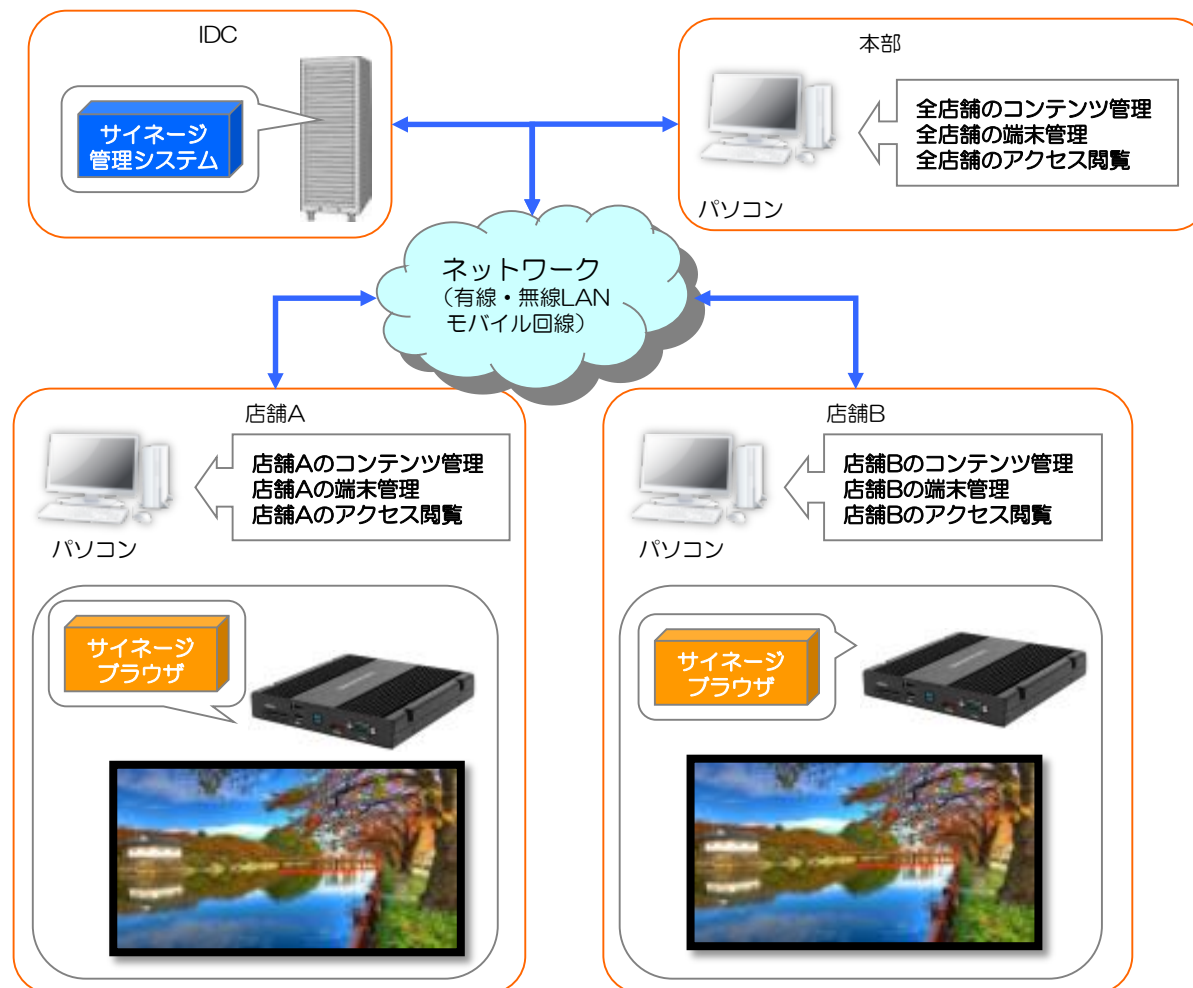 IDC
サイネージ
管理システム
本部
全店舗のコンテンツ管理
全店舗の端末管理
全店舗のアクセス閲覧
パソコン
ネットワーク
（有線・無線LAN
モバイル回線）
店舗A
店舗Aのコンテンツ管理
店舗Aの端末管理
店舗Aのアクセス閲覧
パソコン
サイネージ
ブラウザ
店舗B
店舗Bのコンテンツ管理
店舗Bの端末管理
店舗Bのアクセス閲覧
パソコン
サイネージ
ブラウザ